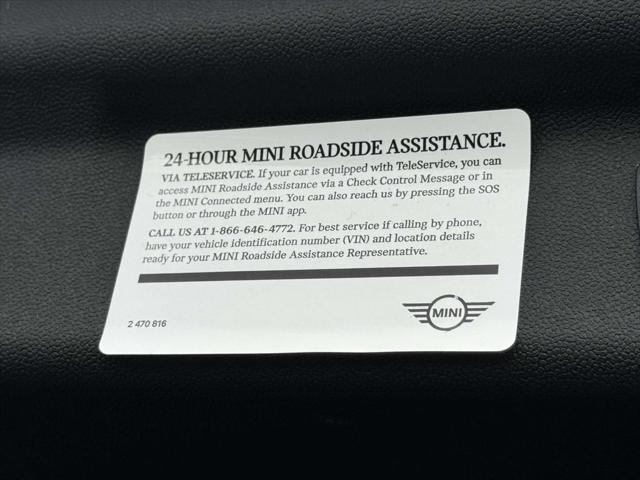 24-HOUR MINI ROADSIDE ASSISTANCE.
VIA TELESERVICE. If your car is equipped with TeleService, you can
access MINI Roadside Assistance via a Check Control Message or in
the MINI Connected menu. You can also reach us by pressing the SOS
button or through the MINI app.
CALL US AT 1-866-646-4772. For best service if calling by phone,
have your vehicle identification number (VIN) and location details
ready for your MINI Roadside Assistance Representative.
2 470 816
MINI